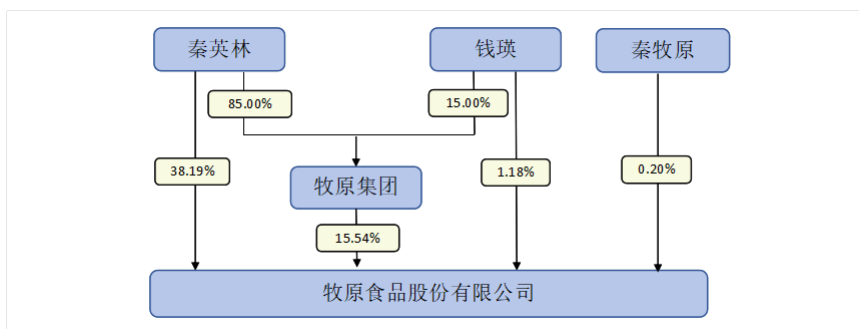 秦英林
钱瑛
秦牧原
85.00%
15.00%
38.19%
牧原集团
1.18%
0.20%
15.54%
牧原食品股份有限公司